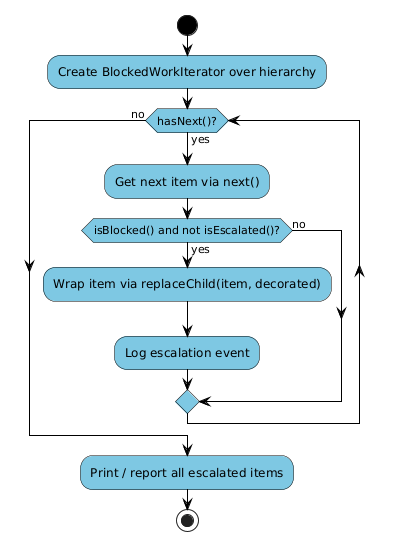 Create BlockedWorkIterator over hierarchy
no
hasNext()?
yes
Get next item via next()
isBlocked() and not isEscalated()?
no
yes
Wrap item via replaceChild(item, decorated)
Log escalation event
Print / report all escalated items